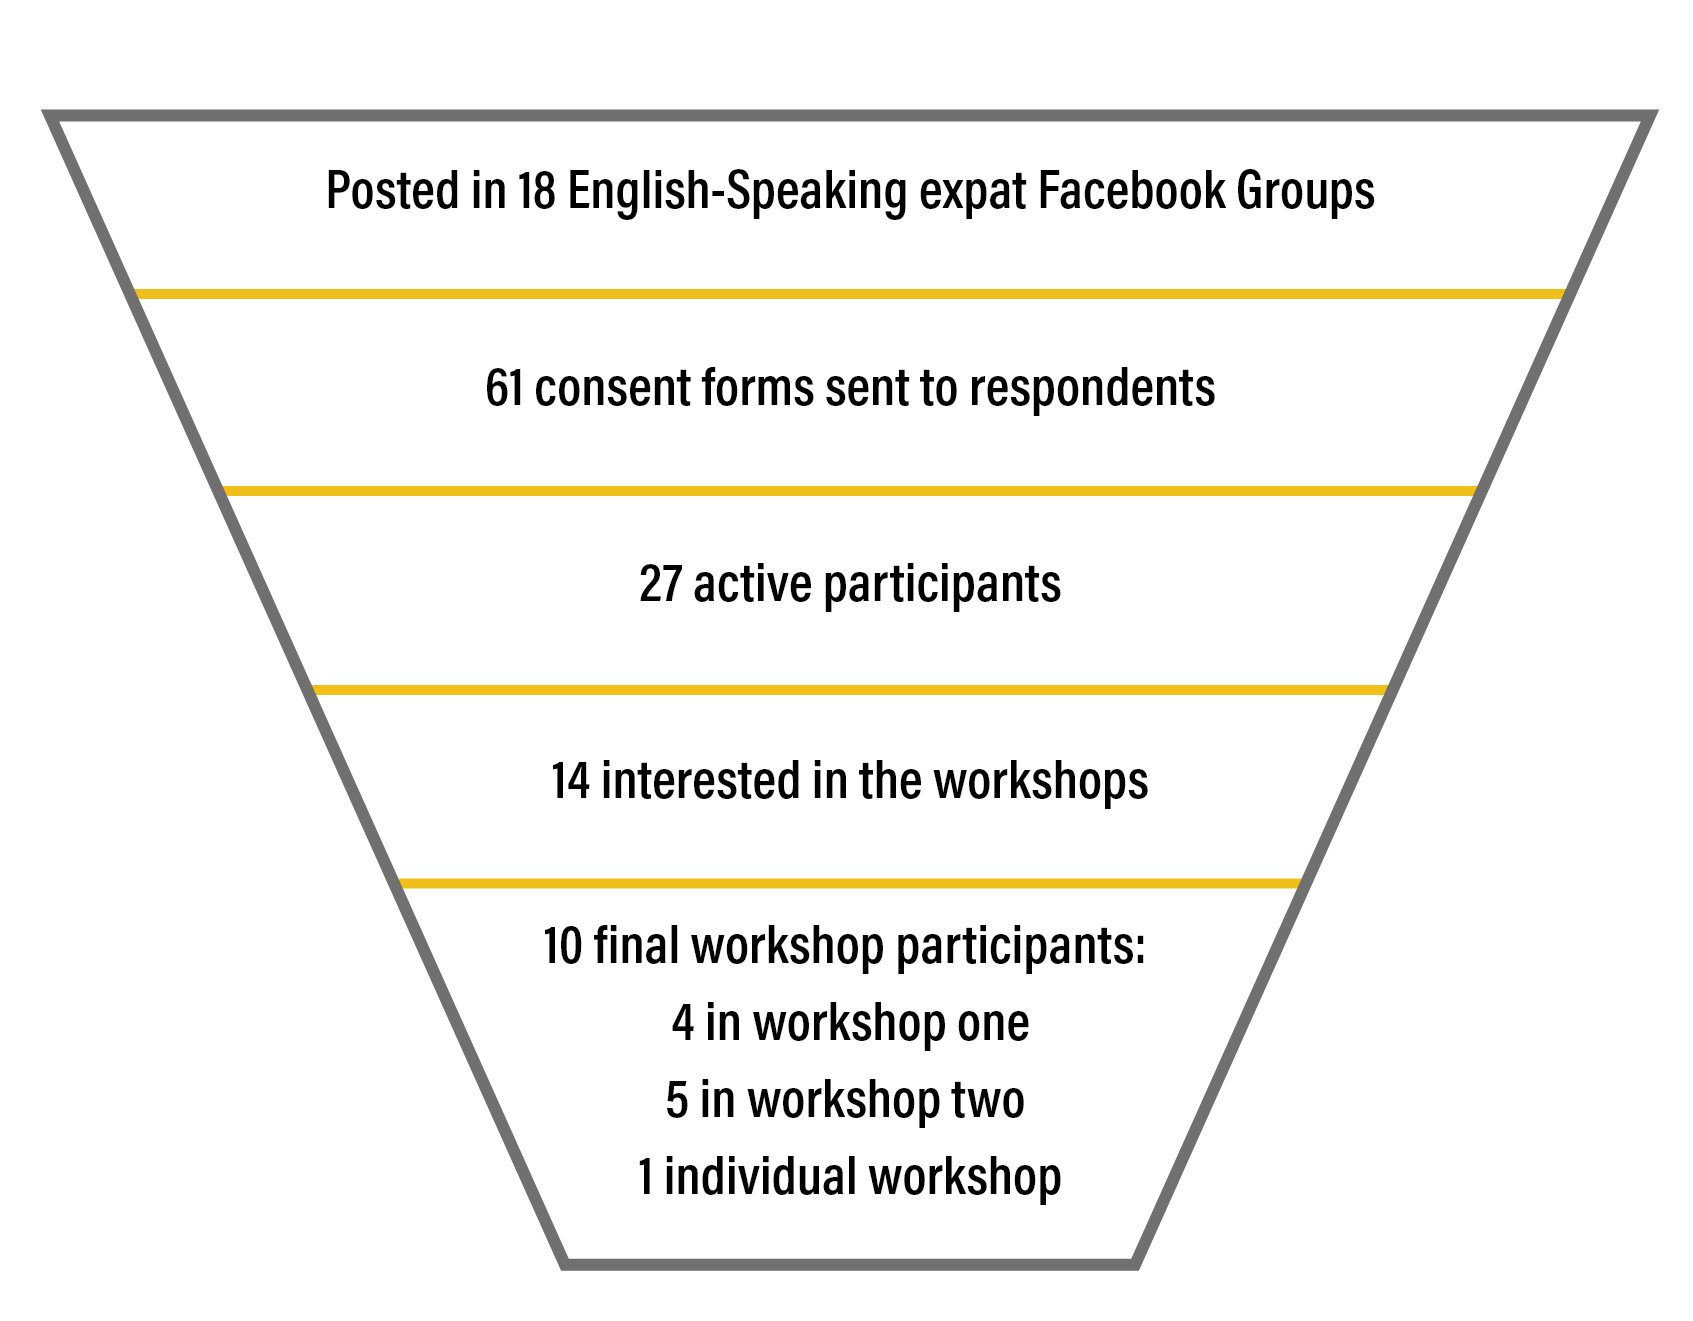 Posted in 18 English-Speaking expat Facebook Groups
61 consent forms sent to respondents
27 active participants
14 interested in the workshops
10 final workshop participants:
4 in workshop one
5 in workshop two
1 individual workshop